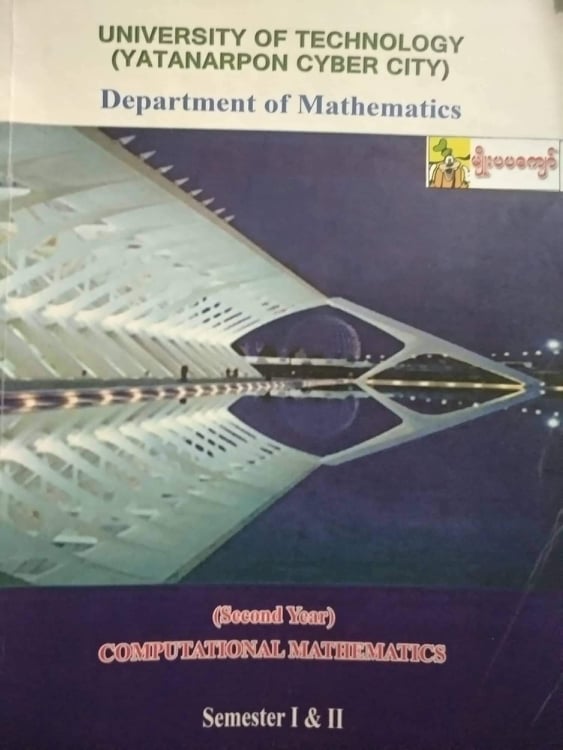 UNIVERSITY OF TECHNOLOGY
(YATANARPON CYBER CITY)
Department of Mathematics
မျိုးပပကျော်
(Second Year)
COMPUTATIONAL MATHEMATICS
Semester I & II